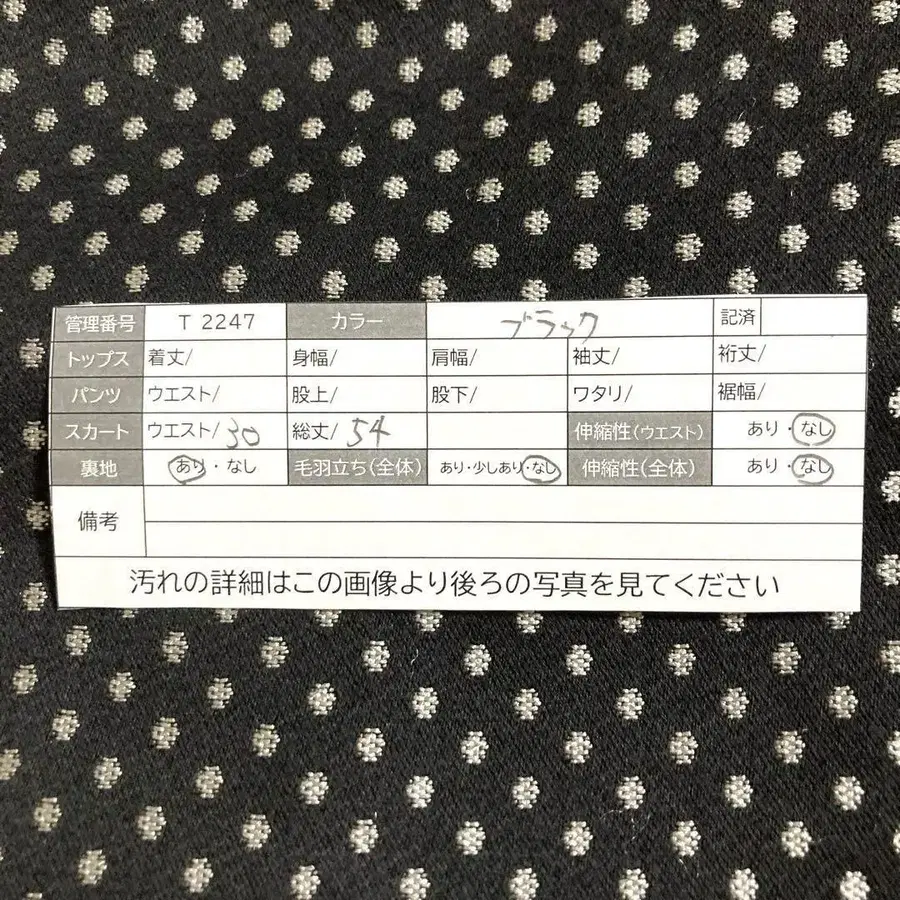 管理番号 T 2247 カラー ブラック 記済
トップス 着丈/ 身幅/ 肩幅/ 袖丈/ 裄丈/
パンツ ウエスト/ 股上/ 股下/ ワタリ/ 裾幅/
スカート ウエスト/ 30 総丈/ 54 伸縮性(ウエスト) あり・なし
裏地 あり・なし 毛羽立ち(全体) あり・少しあり・なし 伸縮性(全体) あり・なし
備考
汚れの詳細はこの画像より後ろの写真を見てください